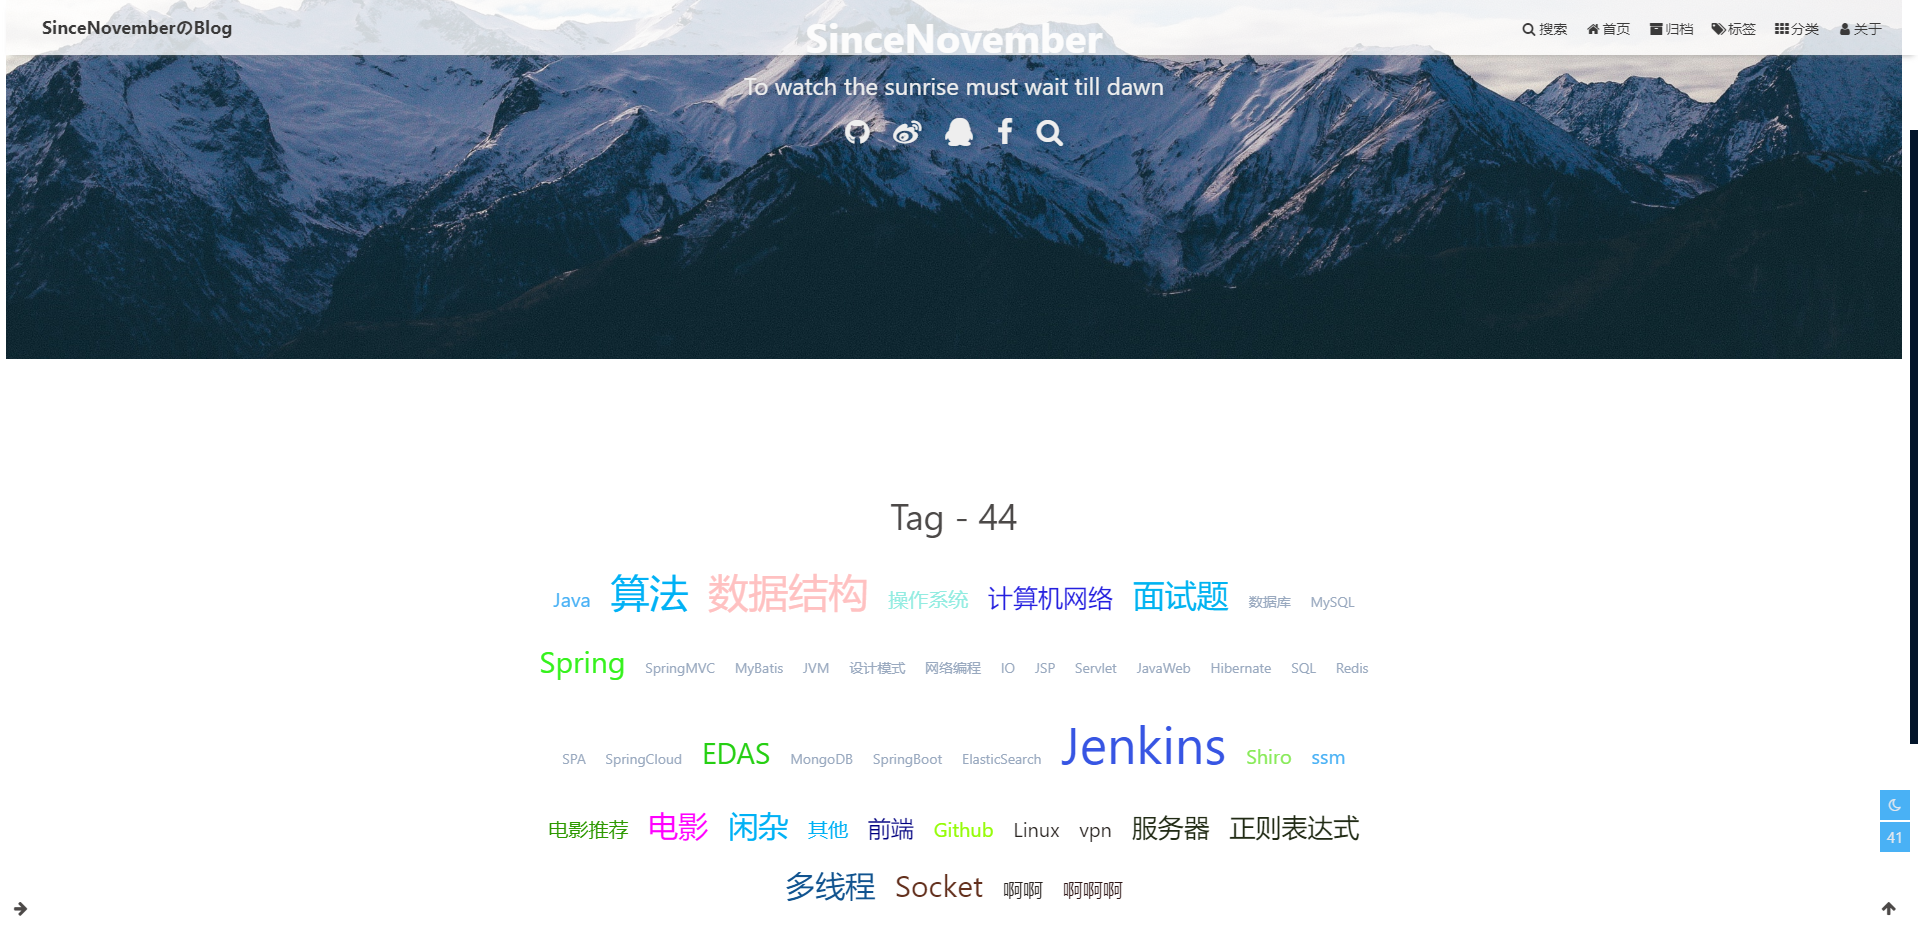 SinceNovemberのBlog 搜索 首页 归档 标签 分类 关于
SinceNovember
To watch the sunrise must wait till dawn
Tag - 44
Java 算法 数据结构 操作系统 计算机网络 面试题 数据库 MySQL
Spring SpringMVC MyBatis JVM 设计模式 网络编程 IO JSP Servlet JavaWeb Hibernate SQL Redis
SPA SpringCloud EDAS MongoDB SpringBoot ElasticSearch Jenkins Shiro ssm
电影推荐 电影 闲杂 其他 前端 Github Linux vpn 服务器 正则表达式
41
多线程 Socket 啊啊 啊啊啊